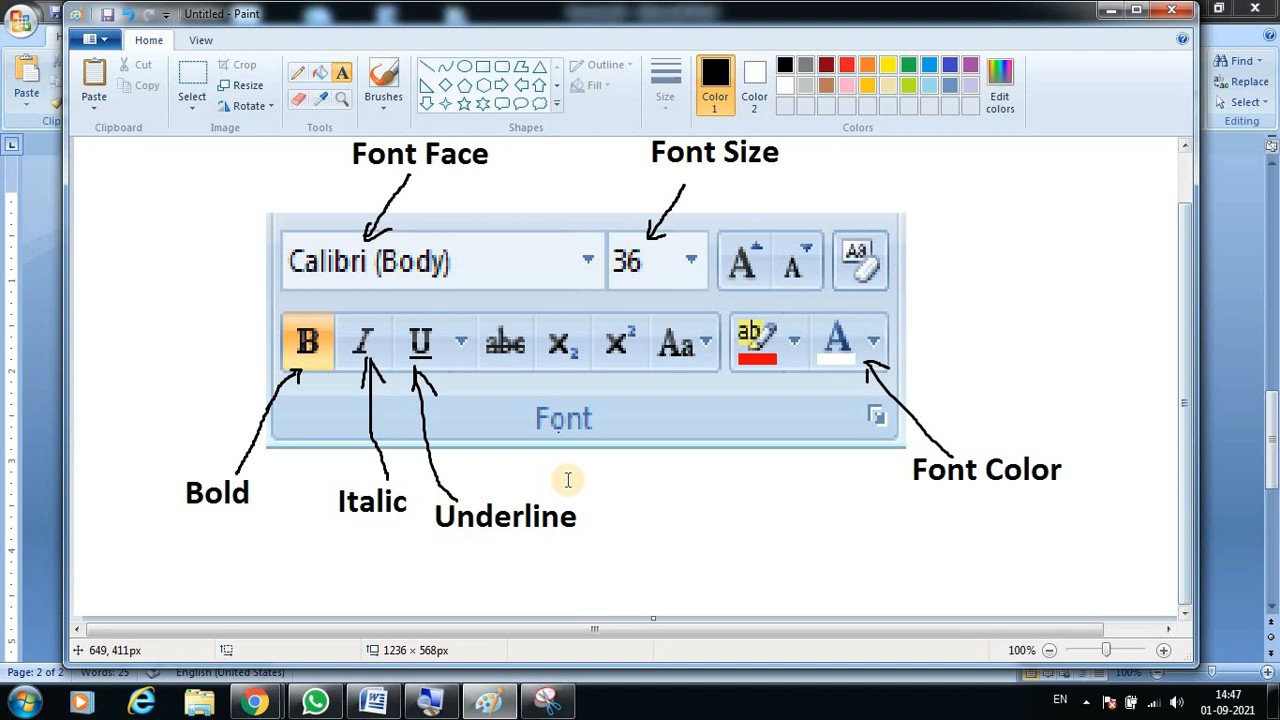 Untitled - Paint
Home
View
Paste
Cut
Copy
Clipboard
Select
Crop
Resize
Rotate
Image
A
Tools
Brushes
Outline
Fill
Shapes
Size
Color 1
Color 2
Edit colors
Colors
Paste
Find
Replace
Select
Editing
Font Face
Font Size
Calibri (Body)
36
A
A
Aa
B
I
U
abc
x2
x2
Aa
ab
A
Font
Bold
Italic
Underline
Font Color
649, 411px
1236 × 568px
100%
Page: 2 of 2
Words: 25
English (United States)
100%
EN
14:47
01-09-2021